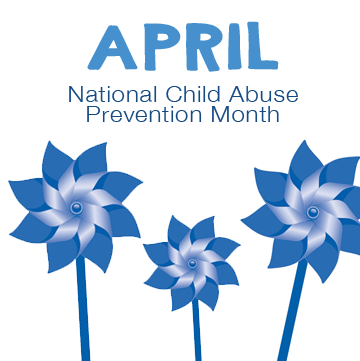 APRIL
National Child Abuse
Prevention Month